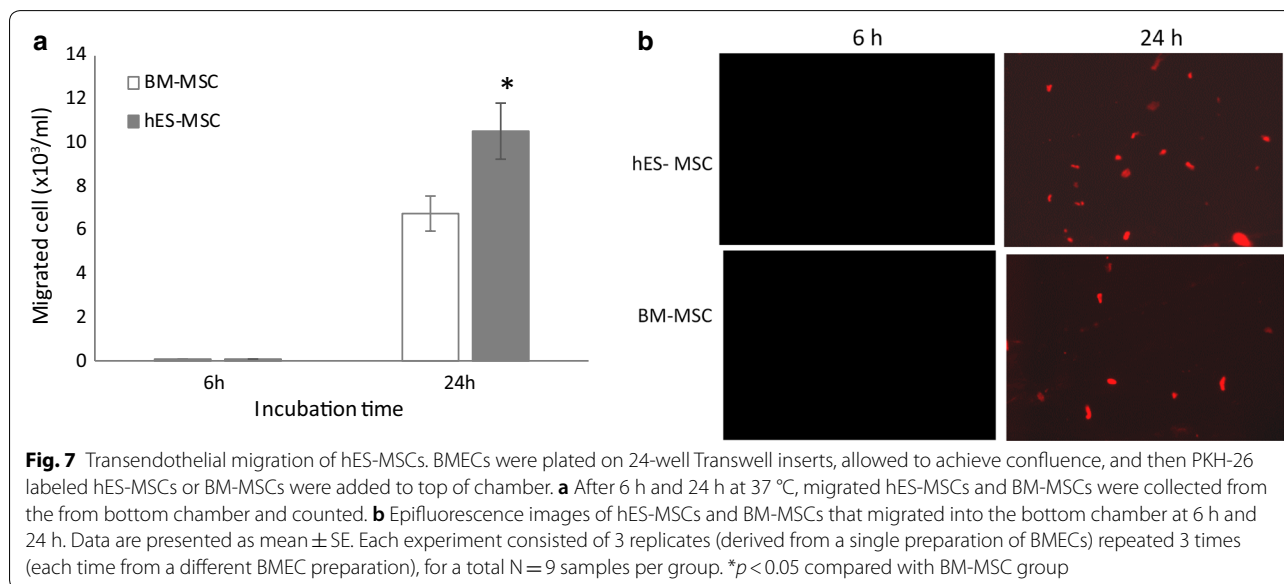 a
14
12
10
8
6
4
2
0
Migrated cell (x10³/ml)
BM-MSC
hES-MSC
*
6h
24h
Incubation time
b
6 h
24 h
hES- MSC
BM-MSC
Fig. 7 Transendothelial migration of hES-MSCs. BMECs were plated on 24-well Transwell inserts, allowed to achieve confluence, and then PKH-26
labeled hES-MSCs or BM-MSCs were added to top of chamber. a After 6 h and 24 h at 37 °C, migrated hES-MSCs and BM-MSCs were collected from
the from bottom chamber and counted. b Epifluorescence images of hES-MSCs and BM-MSCs that migrated into the bottom chamber at 6 h and
24 h. Data are presented as mean ± SE. Each experiment consisted of 3 replicates (derived from a single preparation of BMECs) repeated 3 times
(each time from a different BMEC preparation), for a total N = 9 samples per group. *p < 0.05 compared with BM-MSC group